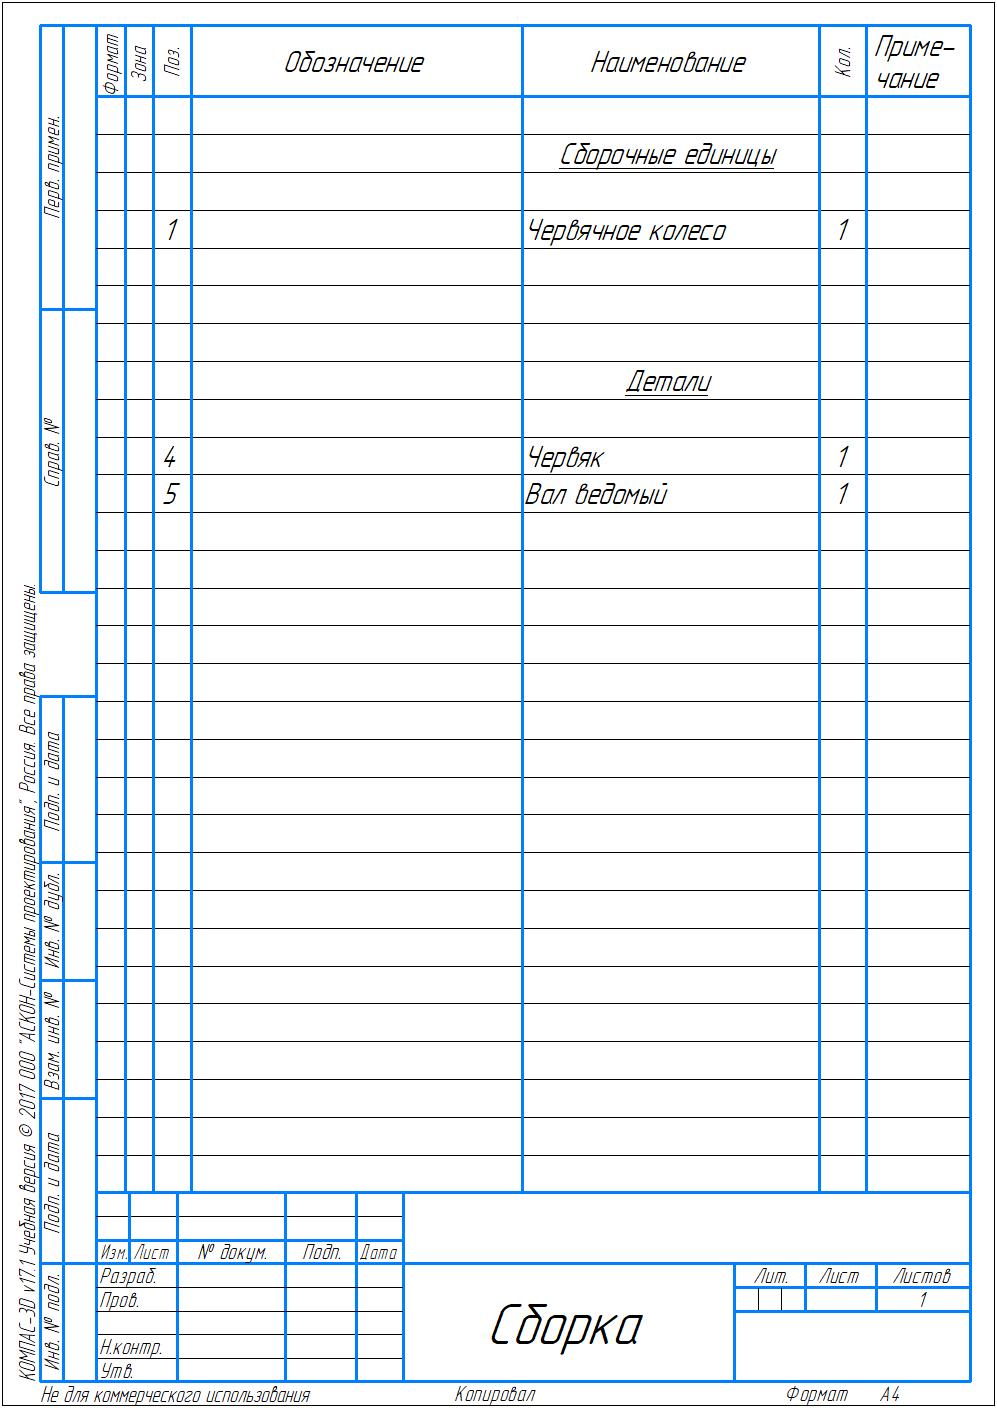 Формат
Зона
Поз.
Обозначение
Наименование
Кол.
Приме-
чание
Сборочные единицы
1 Червячное колесо 1
Детали
4 Червяк 1
5 Вал ведомый 1
Перв. примен.
Справ. №
Подп. и дата
Инв. № дубл.
Взам. инв. №
Подп. и дата
Инв. № подл.
КОМПАС-3D v17.1 Учебная версия © 2017 ООО "АСКОН-Системы проектирования", Россия. Все права защищены.
Изм. Лист № докум. Подп. Дата
Разраб.
Пров.
Н.контр.
Утв.
Сборка
Лит. Лист Листов
1
Не для коммерческого использования Копировал Формат А4